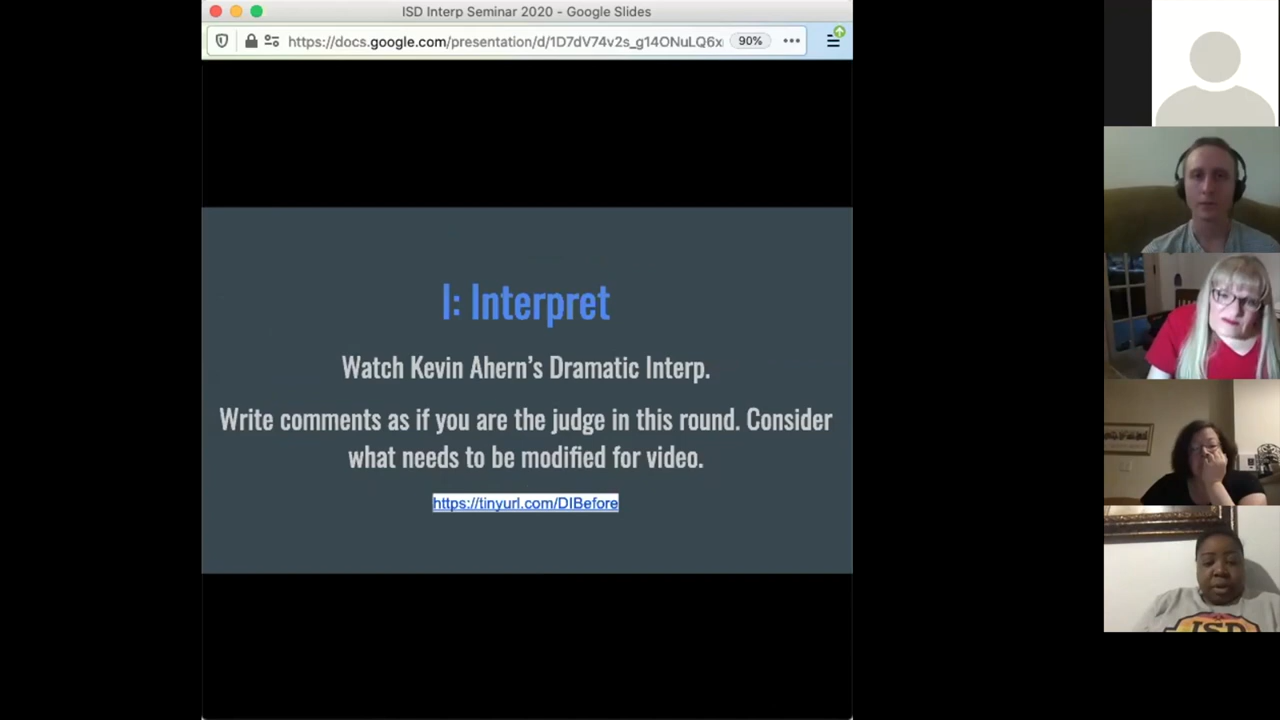 ISD Interp Seminar 2020 - Google Slides
https://docs.google.com/presentation/d/1D7dV74v2s_g14ONuLQ6x
90%
I: Interpret
Watch Kevin Ahern’s Dramatic Interp.
Write comments as if you are the judge in this round. Consider
what needs to be modified for video.
https://tinyurl.com/DIBefore
ISD